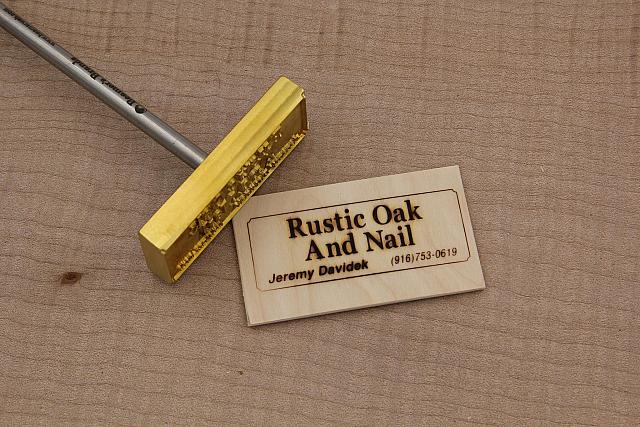 Rustic Oak
And Nail
Jeremy Davidek (916)753-0619